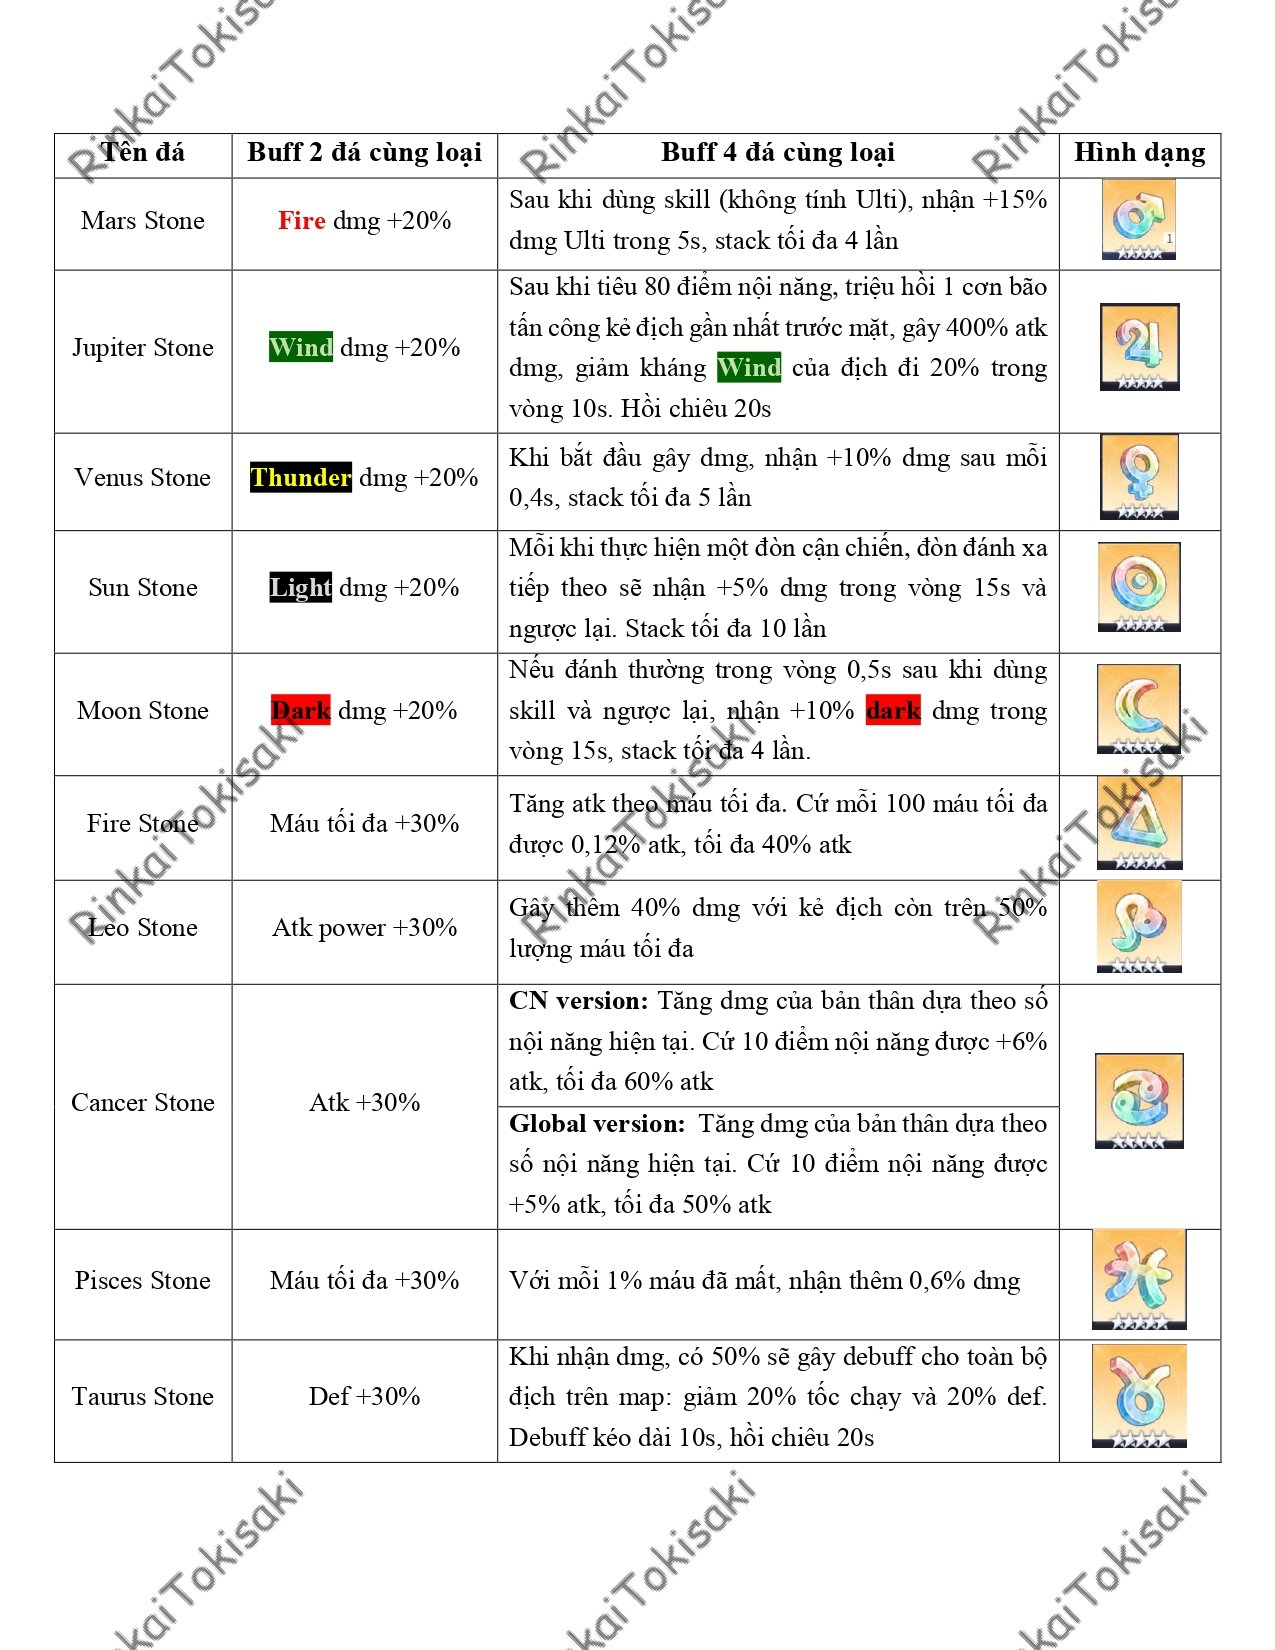 RinkaiTokisa
RinkaiTokisa
RinkaiTokisa
Tên đá
Buff 2 đá cùng loại
Buff 4 đá cùng loại
Hình dạng
Mars Stone
Fire dmg +20%
Sau khi dùng skill (không tính Ulti), nhận +15%
dmg Ulti trong 5s, stack tối đa 4 lần
1
Jupiter Stone
Wind dmg +20%
Sau khi tiêu 80 điểm nội năng, triệu hồi 1 cơn bão
tấn công kẻ địch gần nhất trước mặt, gây 400% atk
dmg, giảm kháng Wind của địch đi 20% trong
vòng 10s. Hồi chiêu 20s
Venus Stone
Thunder dmg +20%
Khi bắt đầu gây dmg, nhận +10% dmg sau mỗi
0,4s, stack tối đa 5 lần
Sun Stone
Light dmg +20%
Mỗi khi thực hiện một đòn cận chiến, đòn đánh xa
tiếp theo sẽ nhận +5% dmg trong vòng 15s và
ngược lại. Stack tối đa 10 lần
Moon Stone
Dark dmg +20%
Nếu đánh thường trong vòng 0,5s sau khi dùng
skill và ngược lại, nhận +10% dark dmg trong
vòng 15s, stack tối đa 4 lần.
RinkaiTokisaki
RinkaiTokisaki
RinkaiTokisaki
Fire Stone
Máu tối đa +30%
Tăng atk theo máu tối đa. Cứ mỗi 100 máu tối đa
được 0,12% atk, tối đa 40% atk
Leo Stone
Atk power +30%
Gây thêm 40% dmg với kẻ địch còn trên 50%
lượng máu tối đa
Cancer Stone
Atk +30%
CN version: Tăng dmg của bản thân dựa theo số
nội năng hiện tại. Cứ 10 điểm nội năng được +6%
atk, tối đa 60% atk
Global version: Tăng dmg của bản thân dựa theo
số nội năng hiện tại. Cứ 10 điểm nội năng được
+5% atk, tối đa 50% atk
Pisces Stone
Máu tối đa +30%
Với mỗi 1% máu đã mất, nhận thêm 0,6% dmg
Taurus Stone
Def +30%
Khi nhận dmg, có 50% sẽ gây debuff cho toàn bộ
địch trên map: giảm 20% tốc chạy và 20% def.
Debuff kéo dài 10s, hồi chiêu 20s
nkaiTokisaki
nkaiTokisaki
nkaiTokisaki